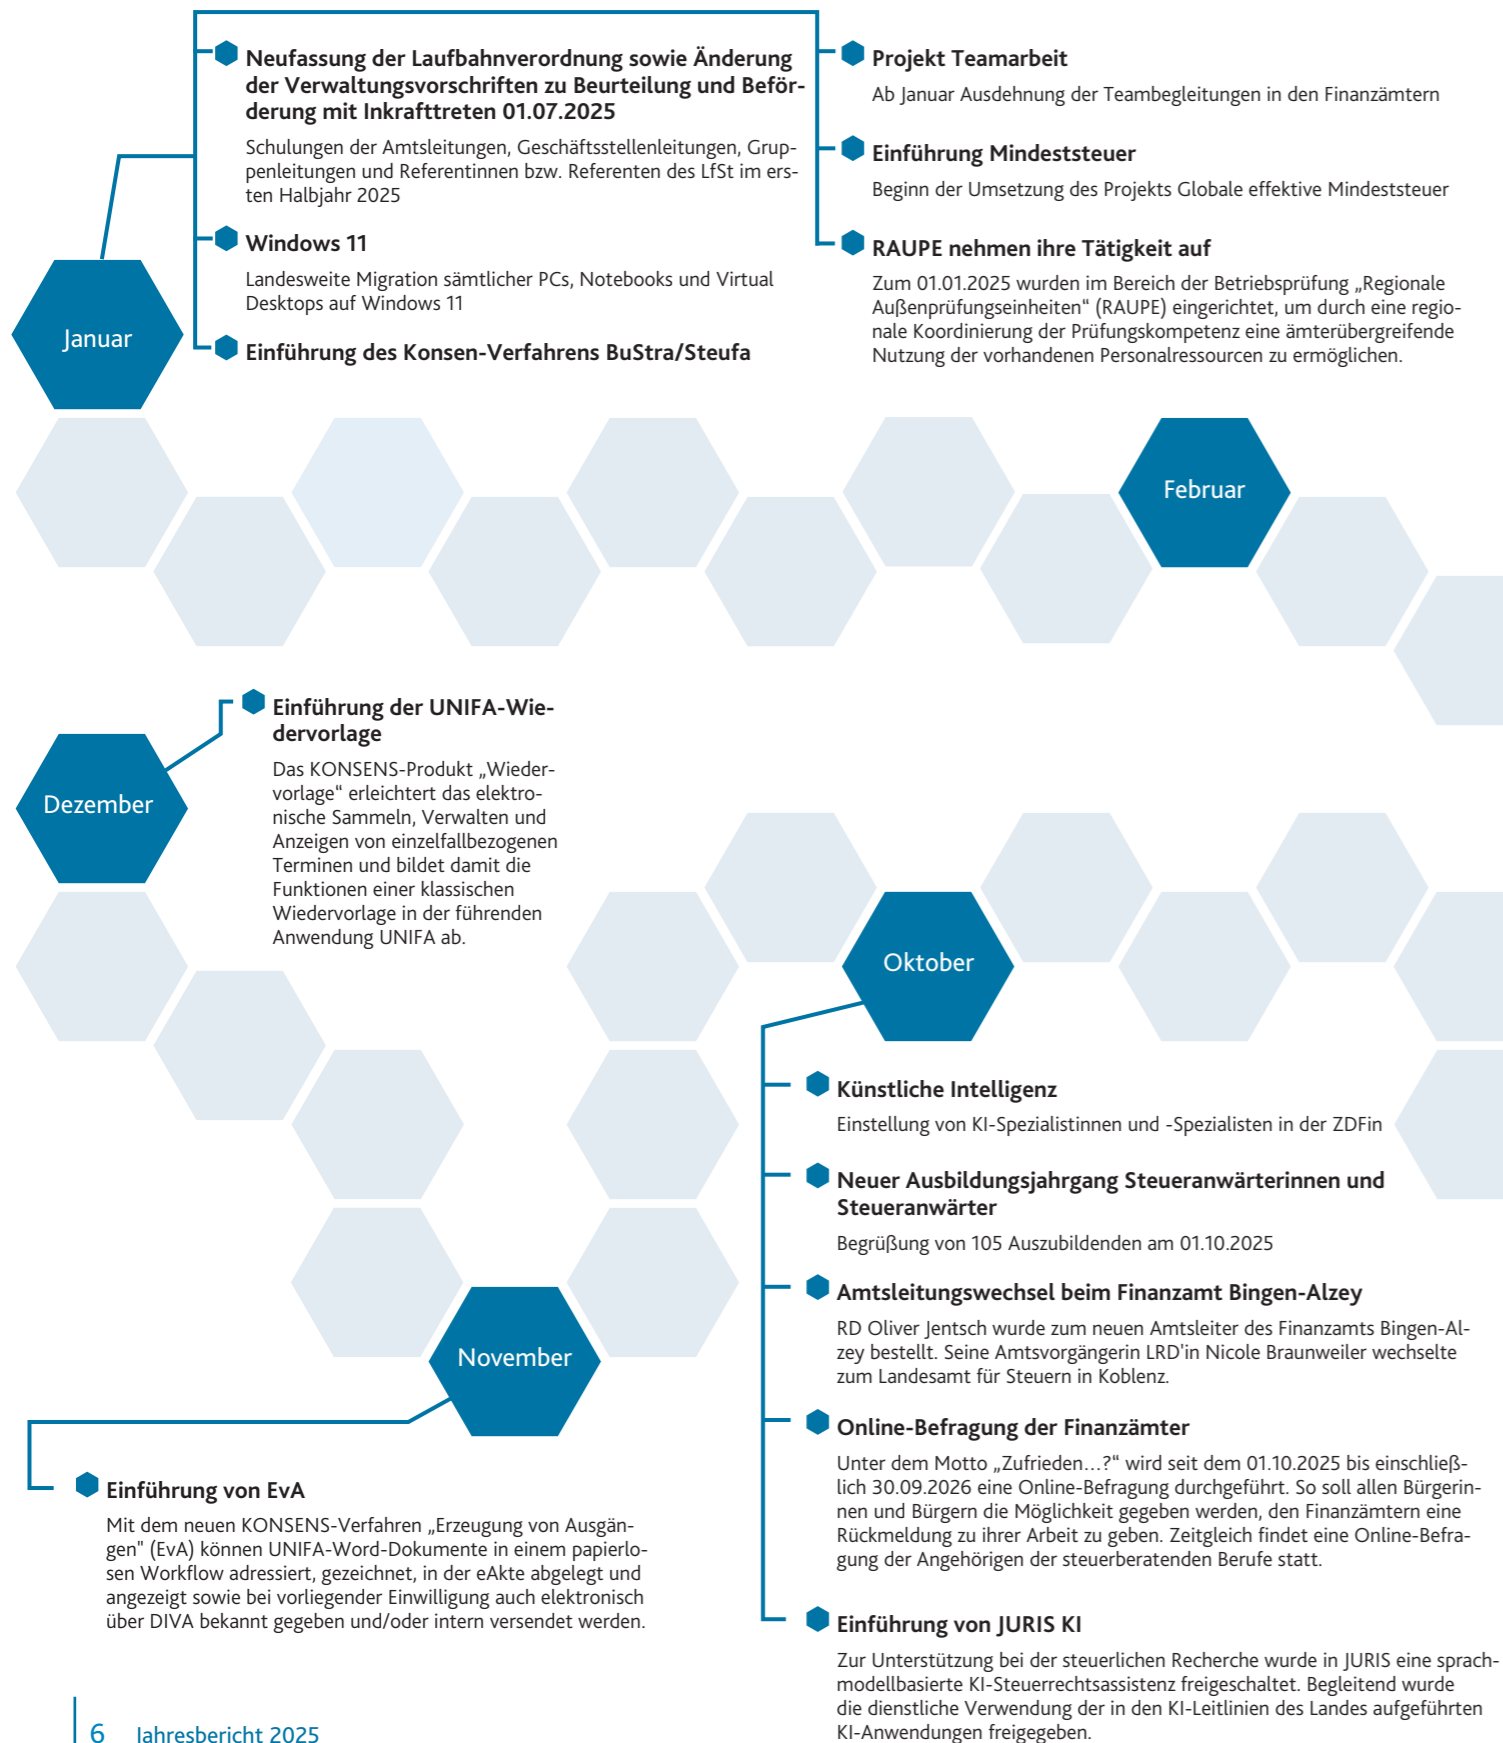 Januar
Neufassung der Laufbahnverordnung sowie Änderung
der Verwaltungsvorschriften zu Beurteilung und Beför-
derung mit Inkrafttreten 01.07.2025
Schulungen der Amtsleitungen, Geschäftsstellenleitungen, Grup-
penleitungen und Referentinnen bzw. Referenten des LfSt im ers-
ten Halbjahr 2025
Windows 11
Landesweite Migration sämtlicher PCs, Notebooks und Virtual
Desktops auf Windows 11
Einführung des Konsen-Verfahrens BuStra/Steufa
Projekt Teamarbeit
Ab Januar Ausdehnung der Teambegleitungen in den Finanzämtern
Einführung Mindeststeuer
Beginn der Umsetzung des Projekts Globale effektive Mindeststeuer
RAUPE nehmen ihre Tätigkeit auf
Zum 01.01.2025 wurden im Bereich der Betriebsprüfung „Regionale
Außenprüfungseinheiten“ (RAUPE) eingerichtet, um durch eine regio-
nale Koordinierung der Prüfungskompetenz eine ämterübergreifende
Nutzung der vorhandenen Personalressourcen zu ermöglichen.
Februar
Dezember
Einführung der UNIFA-Wie-
dervorlage
Das KONSENS-Produkt „Wieder-
vorlage“ erleichtert das elektro-
nische Sammeln, Verwalten und
Anzeigen von einzelfallbezogenen
Terminen und bildet damit die
Funktionen einer klassischen
Wiedervorlage in der führenden
Anwendung UNIFA ab.
Oktober
Künstliche Intelligenz
Einstellung von KI-Spezialistinnen und -Spezialisten in der ZDFin
Neuer Ausbildungsjahrgang Steueranwärterinnen und
Steueranwärter
Begrüßung von 105 Auszubildenden am 01.10.2025
Amtsleitungswechsel beim Finanzamt Bingen-Alzey
RD Oliver Jentsch wurde zum neuen Amtsleiter des Finanzamts Bingen-Al-
zey bestellt. Seine Amtsvorgängerin LRD'in Nicole Braunweiler wechselte
zum Landesamt für Steuern in Koblenz.
Online-Befragung der Finanzämter
Unter dem Motto „Zufrieden...?“ wird seit dem 01.10.2025 bis einschließ-
lich 30.09.2026 eine Online-Befragung durchgeführt. So soll allen Bürgerin-
nen und Bürgern die Möglichkeit gegeben werden, den Finanzämtern eine
Rückmeldung zu ihrer Arbeit zu geben. Zeitgleich findet eine Online-Befra-
gung der Angehörigen der steuerberatenden Berufe statt.
Einführung von JURIS KI
Zur Unterstützung bei der steuerlichen Recherche wurde in JURIS eine sprach-
modellbasierte KI-Steuerrechtsassistenz freigeschaltet. Begleitend wurde
die dienstliche Verwendung der in den KI-Leitlinien des Landes aufgeführten
KI-Anwendungen freigegeben.
November
Einführung von EvA
Mit dem neuen KONSENS-Verfahren „Erzeugung von Ausgän-
gen" (EvA) können UNIFA-Word-Dokumente in einem papierlo-
sen Workflow adressiert, gezeichnet, in der eAkte abgelegt und
angezeigt sowie bei vorliegender Einwilligung auch elektronisch
über DIVA bekannt gegeben und/oder intern versendet werden.
6 Jahresbericht 2025